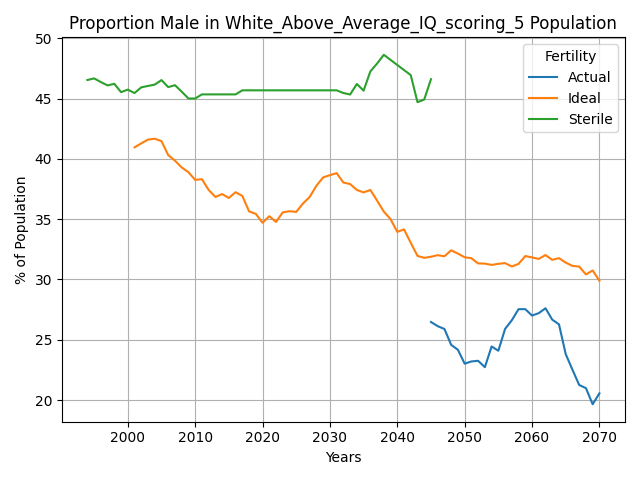 Proportion Male in White_Above_Average_IQ_scoring_5 Population
% of Population
50
45
40
35
30
25
20
Fertility
Actual
Ideal
Sterile
2000 2010 2020 2030 2040 2050 2060 2070
Years